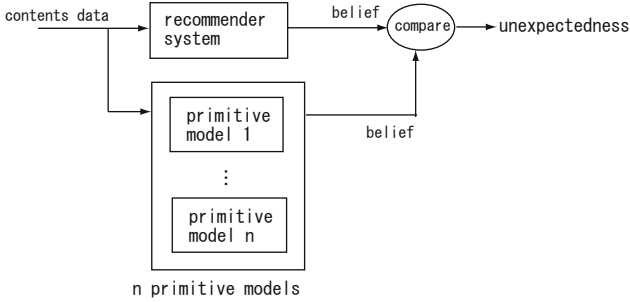 contents data
recommender
system
belief
compare
unexpectedness
primitive
model 1
⋮
primitive
model n
belief
n primitive models